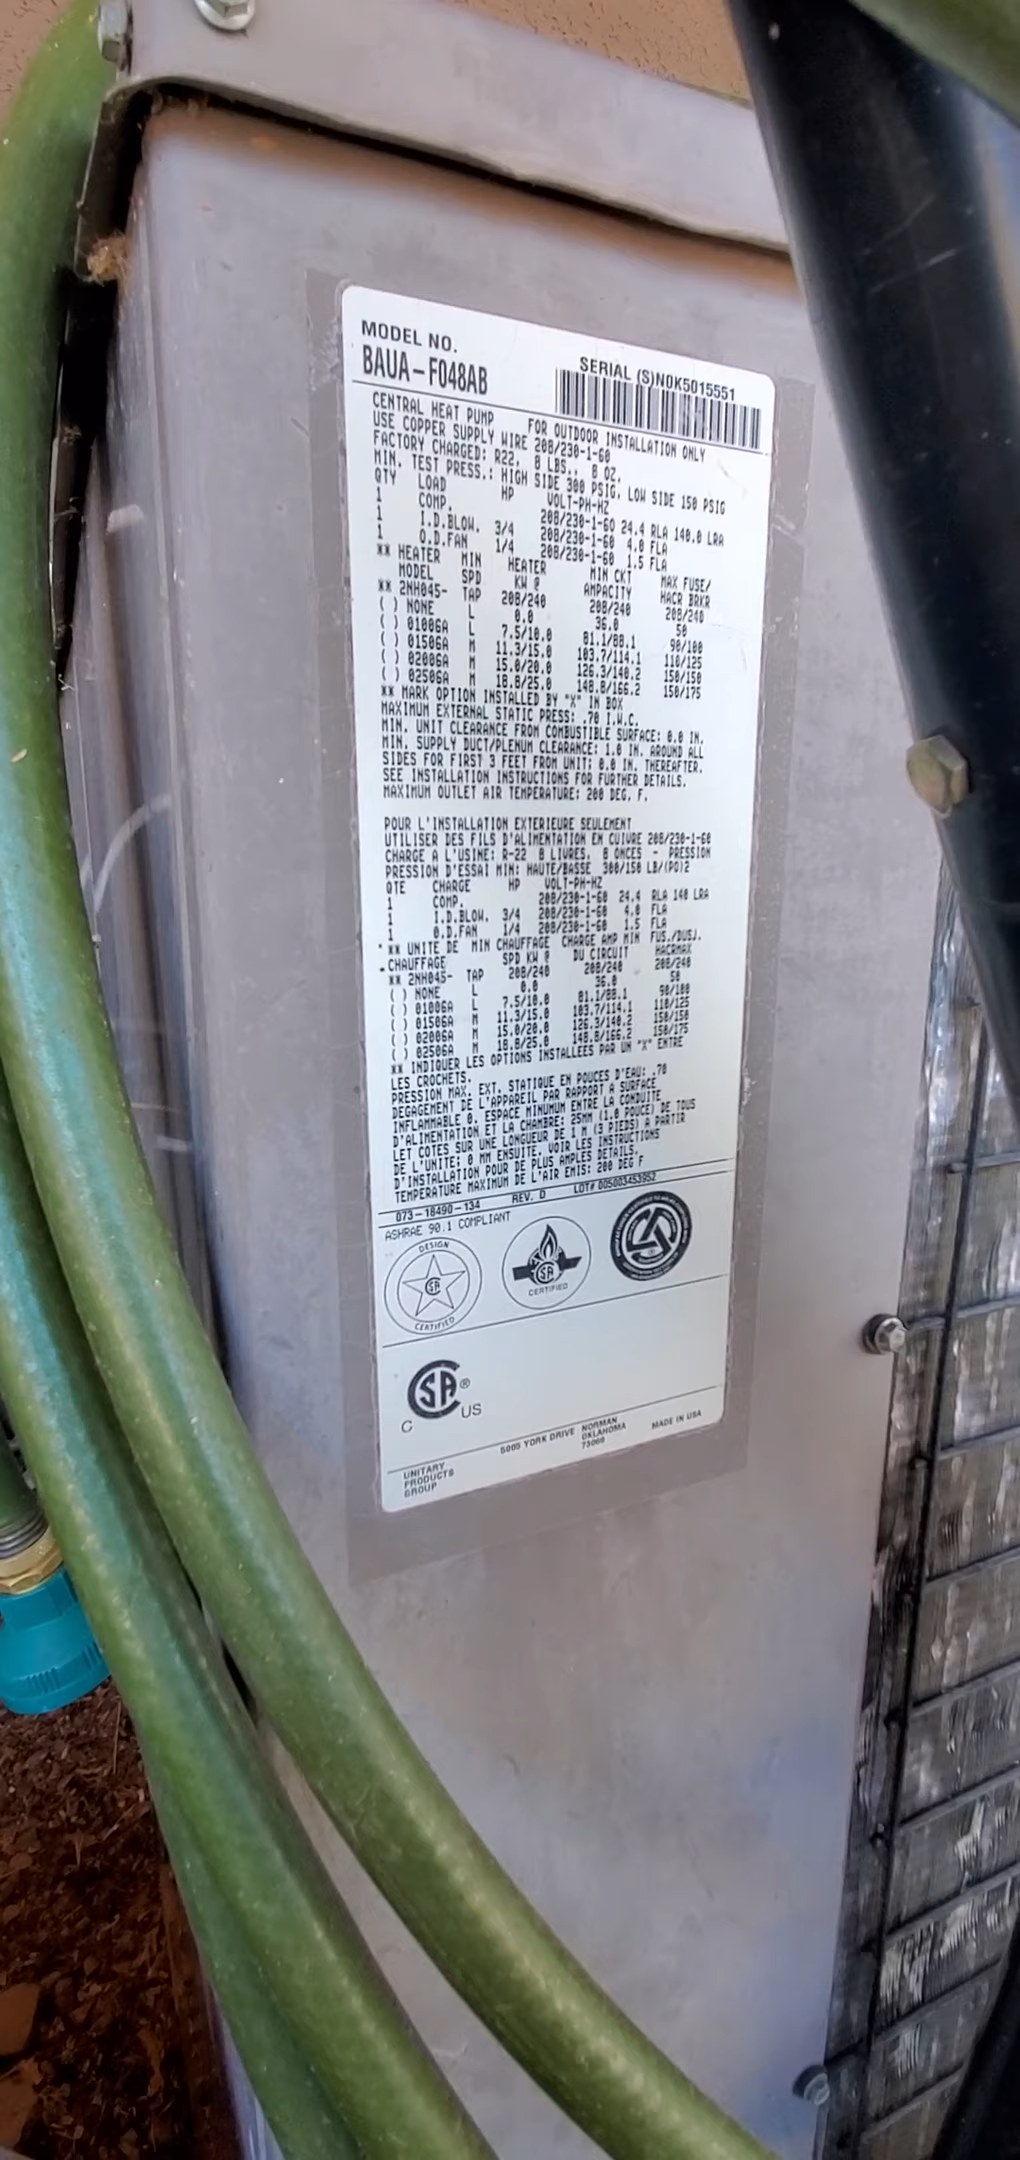 MODEL NO.
BAUA-F048AB
SERIAL (S)N0K5015551
CENTRAL HEAT PUMP FOR OUTDOOR INSTALLATION ONLY
USE COPPER SUPPLY WIRE 208/230-1-60
FACTORY CHARGED: R22, 8 LBS., 8 OZ.
MIN. TEST PRESS.: HIGH SIDE 300 PSIG. LOW SIDE 150 PSIG
QTY LOAD HP VOLT-PH-HZ
1 COMP. 208/230-1-60 24.4 RLA 140.0 LRA
1 I.D.BLOW. 3/4 208/230-1-60 4.0 FLA
1 O.D.FAN 1/4 208/230-1-60 1.5 FLA
** HEATER MIN HEATER MIN CKT MAX FUSE/
MODEL SPD KW @ AMPACITY HACR BRKR
** 2NH045- TAP 208/240 208/240 208/240
( ) NONE L 0.0 36.0 50
( ) 01006A L 7.5/10.0 81.1/88.1 90/100
( ) 01506A M 11.3/15.0 103.7/114.1 110/125
( ) 02006A M 15.0/20.0 126.3/140.2 150/150
( ) 02506A M 18.8/25.0 148.8/166.2 150/175
** MARK OPTION INSTALLED BY "X" IN BOX
MAXIMUM EXTERNAL STATIC PRESS: .70 I.W.C.
MIN. UNIT CLEARANCE FROM COMBUSTIBLE SURFACE: 0.0 IN.
MIN. SUPPLY DUCT/PLENUM CLEARANCE: 1.0 IN. AROUND ALL
SIDES FOR FIRST 3 FEET FROM UNIT: 0.0 IN. THEREAFTER.
SEE INSTALLATION INSTRUCTIONS FOR FURTHER DETAILS.
MAXIMUM OUTLET AIR TEMPERATURE: 200 DEG. F.
POUR L'INSTALLATION EXTERIEURE SEULEMENT
UTILISER DES FILS D'ALIMENTATION EN CUIVRE 208/230-1-60
CHARGE A L'USINE: R-22 8 LIVRES, 8 ONCES - PRESSION
PRESSION D'ESSAI MIN: HAUTE/BASSE 300/150 LB/(PO)2
QTE CHARGE HP VOLT-PH-HZ
1 COMP. 208/230-1-60 24.4 RLA 140 LRA
1 I.D.BLOW. 3/4 208/230-1-60 4.0 FLA
1 O.D.FAN 1/4 208/230-1-60 1.5 FLA
** UNITE DE MIN CHAUFFAGE CHARGE AMP MIN FUS./DUSJ.
CHAUFFAGE SPD KW @ DU CIRCUIT HACRMAX
** 2NH045- TAP 208/240 208/240 208/240
( ) NONE L 0.0 36.0 50
( ) 01006A L 7.5/10.0 81.1/88.1 90/100
( ) 01506A M 11.3/15.0 103.7/114.1 110/125
( ) 02006A M 15.0/20.0 126.3/140.2 150/150
( ) 02506A M 18.8/25.0 148.8/166.2 150/175
** INDIQUER LES OPTIONS INSTALLEES PAR UN "X" ENTRE
LES CROCHETS.
PRESSION MAX. EXT. STATIQUE EN POUCES D'EAU: .70
DEGAGEMENT DE L'APPAREIL PAR RAPPORT A SURFACE
INFLAMMABLE 0. ESPACE MINIMUM ENTRE LA CONDUITE
D'ALIMENTATION ET LA CHAMBRE: 25MM (1.0 POUCE) DE TOUS
LET COTES SUR UNE LONGUEUR DE 1 M (3 PIEDS) A PARTIR
DE L'UNITE; 0 MM ENSUITE. VOIR LES INSTRUCTIONS
D'INSTALLATION POUR DE PLUS AMPLES DETAILS.
TEMPERATURE MAXIMUM DE L'AIR EMIS: 200 DEG F
073-18490-134 REV. D LOT# 005003453952
ASHRAE 90.1 COMPLIANT
DESIGN
SA
CERTIFIED
SA
CERTIFIED
SA ®
C US
UNITARY
PRODUCTS
GROUP
5005 YORK DRIVE NORMAN
OKLAHOMA
73069
MADE IN USA